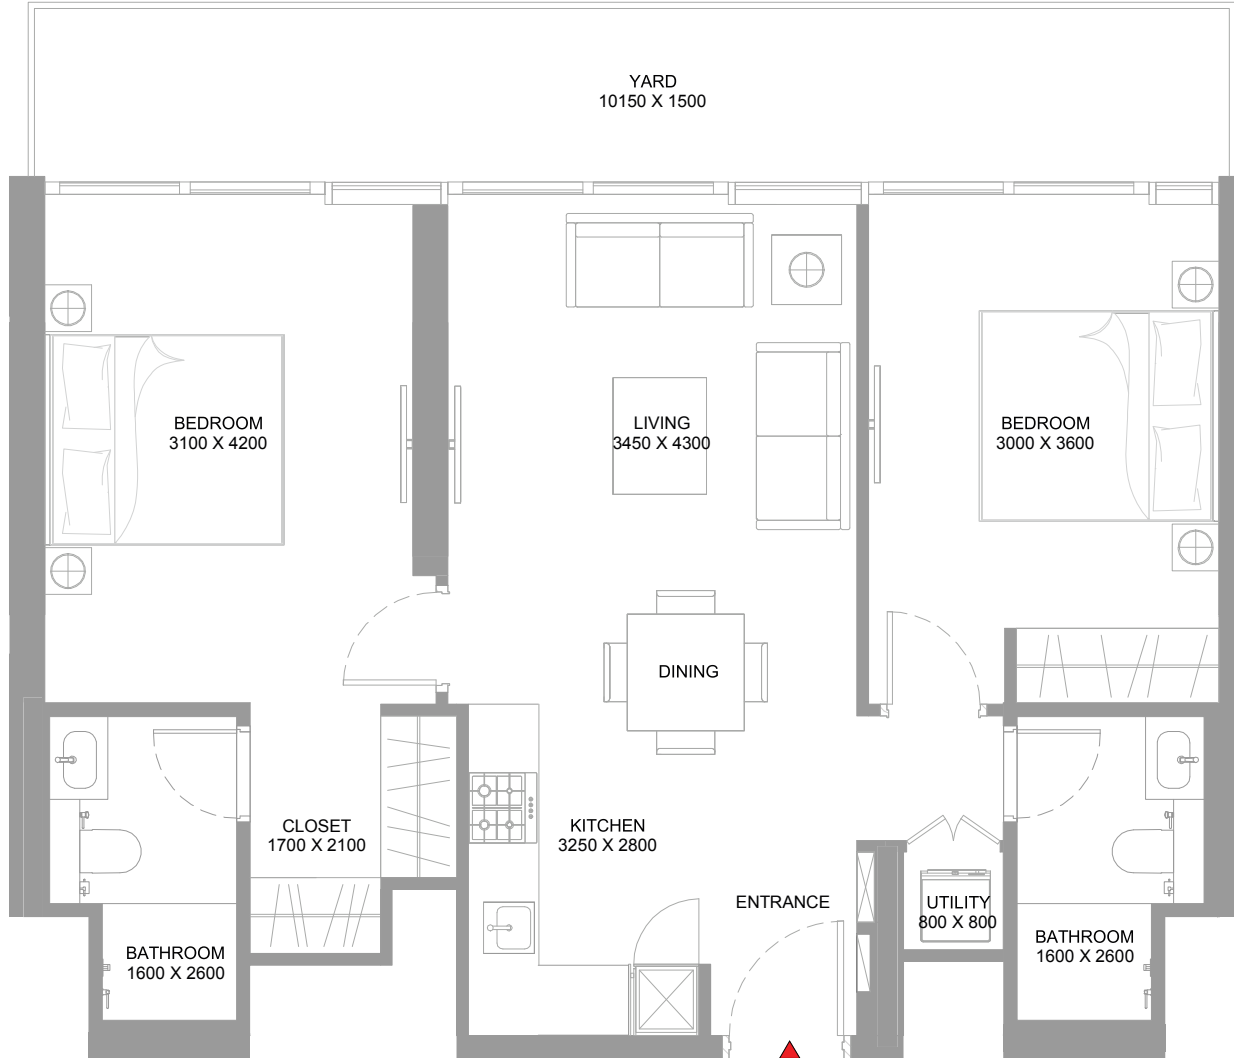 YARD
10150 X 1500
BEDROOM
3100 X 4200
LIVING
3450 X 4300
BEDROOM
3000 X 3600
DINING
CLOSET
1700 X 2100
KITCHEN
3250 X 2800
ENTRANCE
UTILITY
800 X 800
BATHROOM
1600 X 2600
BATHROOM
1600 X 2600